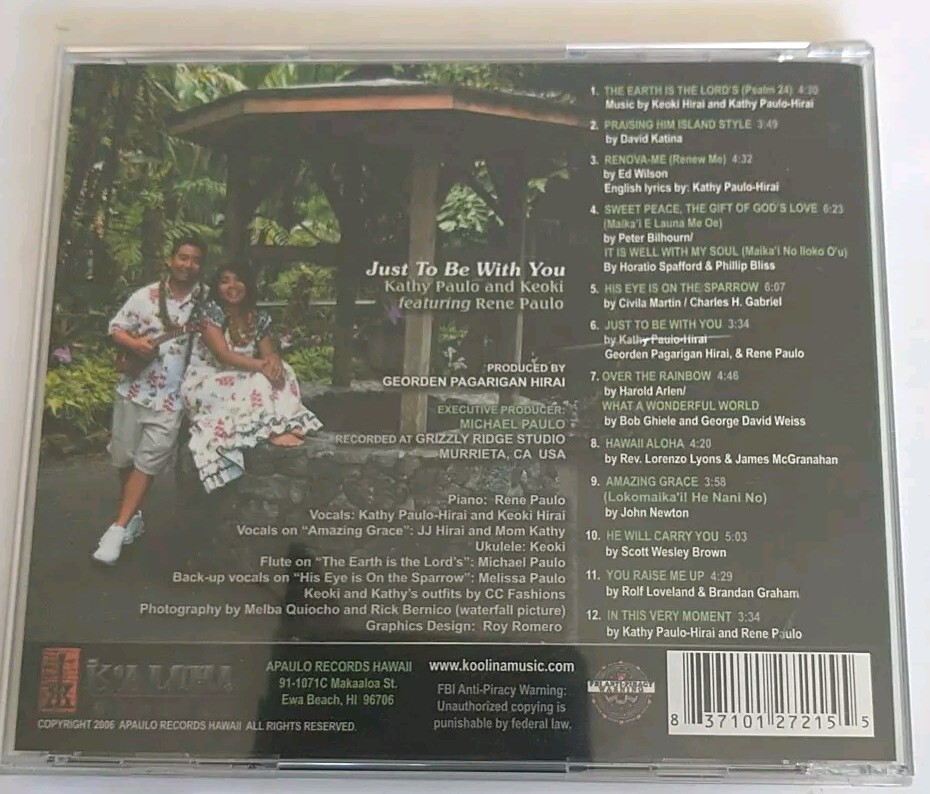 Just To Be With You
Kathy Paulo and Keoki
featuring Rene Paulo
PRODUCED BY
GEORDEN PAGARIGAN HIRAI
EXECUTIVE PRODUCER:
MICHAEL PAULO
RECORDED AT GRIZZLY RIDGE STUDIO
MURRIETA, CA USA
Piano: Rene Paulo
Vocals: Kathy Paulo-Hirai and Keoki Hirai
Vocals on “Amazing Grace”: JJ Hirai and Mom Kathy
Ukulele: Keoki
Flute on “The Earth is the Lord's”: Michael Paulo
Back-up vocals on “His Eye is On the Sparrow”: Melissa Paulo
Keoki and Kathy's outfits by CC Fashions
Photography by Melba Quiocho and Rick Bernico (waterfall picture)
Graphics Design: Roy Romero
1. THE EARTH IS THE LORD'S (Psalm 24) 4:30
Music by Keoki Hirai and Kathy Paulo-Hirai
2. PRAISING HIM ISLAND STYLE 3:49
by David Katina
3. RENOVA-ME (Renew Me) 4:32
by Ed Wilson
English lyrics by: Kathy Paulo-Hirai
4. SWEET PEACE, THE GIFT OF GOD'S LOVE 6:23
(Maika'i E Launa Me Oe)
by Peter Bilhourn/
IT IS WELL WITH MY SOUL (Maika'i No Iioko O'u)
By Horatio Spafford & Phillip Bliss
5. HIS EYE IS ON THE SPARROW 6:07
by Civila Martin / Charles H. Gabriel
6. JUST TO BE WITH YOU 3:34
by Kathy Paulo-Hirai
Georden Pagarigan Hirai, & Rene Paulo
7. OVER THE RAINBOW 4:46
by Harold Arlen/
WHAT A WONDERFUL WORLD
by Bob Ghiele and George David Weiss
8. HAWAII ALOHA 4:20
by Rev. Lorenzo Lyons & James McGranahan
9. AMAZING GRACE 3:58
(Lokomaika'i! He Nani No)
by John Newton
10. HE WILL CARRY YOU 5:03
by Scott Wesley Brown
11. YOU RAISE ME UP 4:29
by Rolf Loveland & Brandan Graham
12. IN THIS VERY MOMENT 3:34
by Kathy Paulo-Hirai and Rene Paulo
APAULO RECORDS HAWAII
91-1071C Makaaloa St.
Ewa Beach, HI 96706
COPYRIGHT 2006 APAULO RECORDS HAWAII ALL RIGHTS RESERVED.
www.koolinamusic.com
FBI Anti-Piracy Warning:
Unauthorized copying is
punishable by federal law.
FBI ANTI-PIRACY
WARNING
8 37101 27215 5